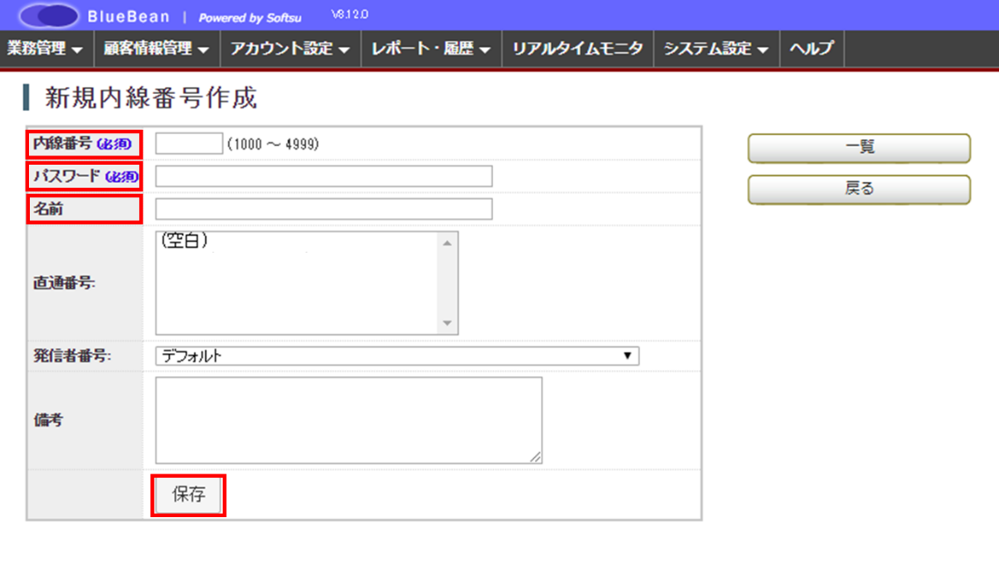 BlueBean | Powered by Softsu V8.12.0
業務管理 顧客情報管理 アカウント設定 レポート・履歴 リアルタイムモニタ システム設定 ヘルプ
新規内線番号作成
内線番号 (必須) (1000 ～ 4999)
パスワード (必須)
名前
直通番号:
(空白)
発信者番号: デフォルト
備考
保存
一覧
戻る